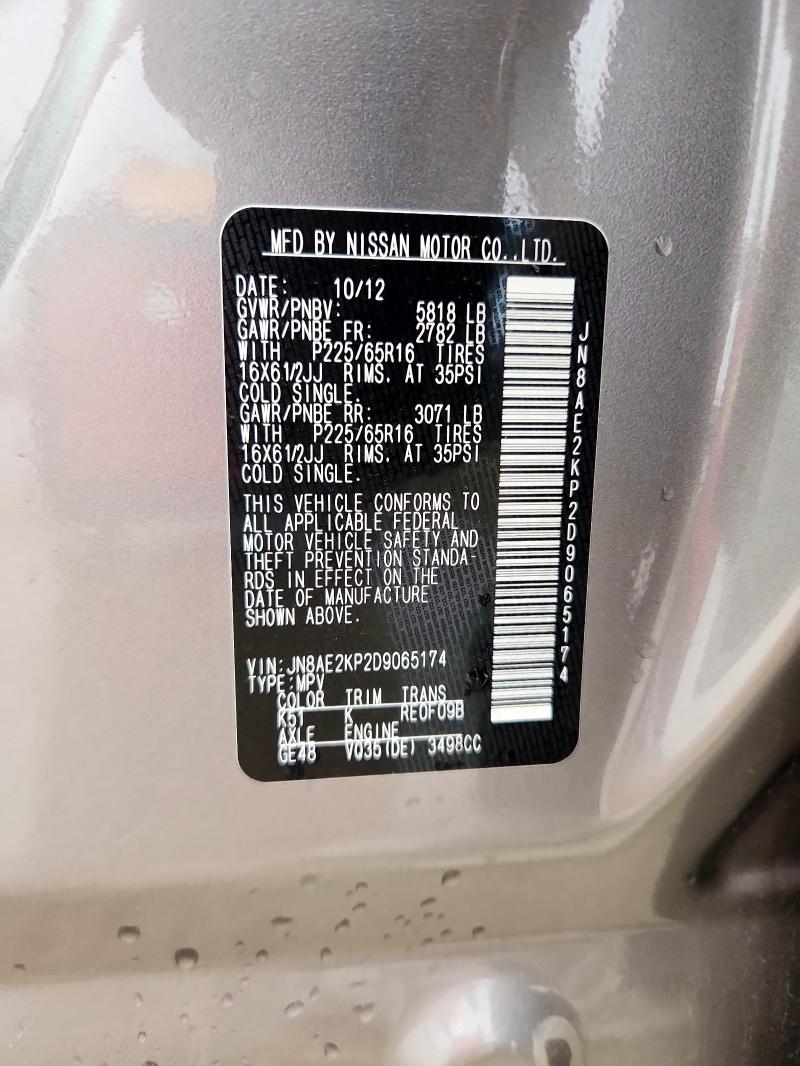 MFD BY NISSAN MOTOR CO.,LTD.
DATE: 10/12
GVWR/PNBV: 5818 LB
GAWR/PNBE FR: 2782 LB
WITH P225/65R16 TIRES
16X61/2JJ RIMS. AT 35PSI
COLD SINGLE.
GAWR/PNBE RR: 3071 LB
WITH P225/65R16 TIRES
16X61/2JJ RIMS. AT 35PSI
COLD SINGLE.
THIS VEHICLE CONFORMS TO
ALL APPLICABLE FEDERAL
MOTOR VEHICLE SAFETY AND
THEFT PREVENTION STANDA-
RDS IN EFFECT ON THE
DATE OF MANUFACTURE
SHOWN ABOVE.
VIN:JN8AE2KP2D9065174
TYPE:MPV
COLOR TRIM TRANS
K51 K RE0F09B
AXLE ENGINE
GE48 VQ35(DE) 3498CC
JN8AE2KP2D9065174